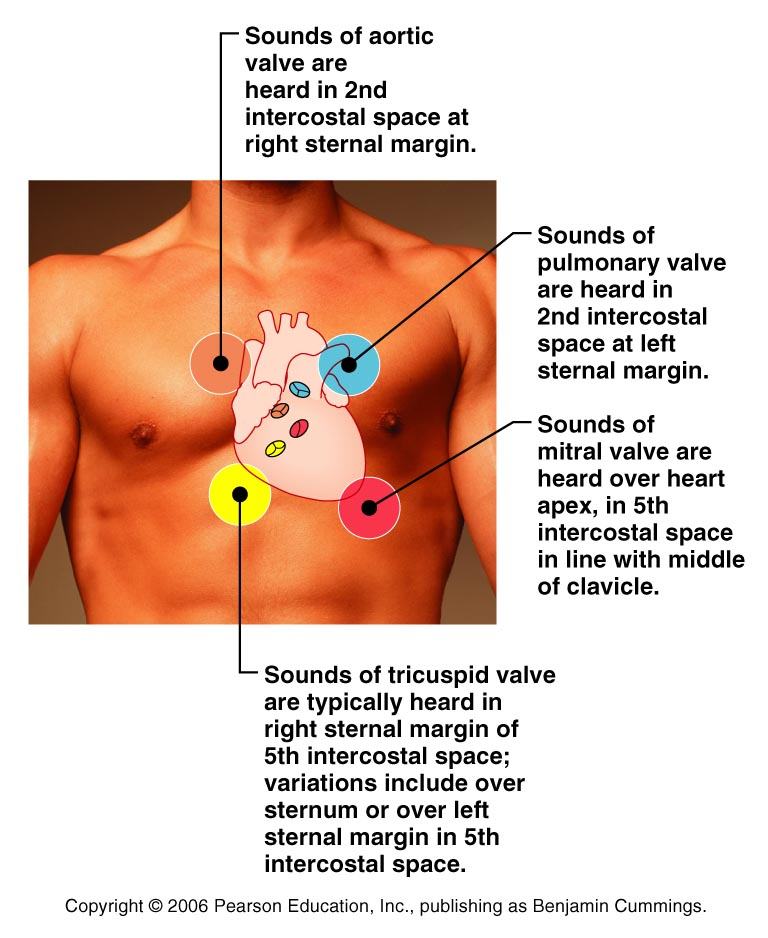 Sounds of aortic
valve are
heard in 2nd
intercostal space at
right sternal margin.
Sounds of
pulmonary valve
are heard in
2nd intercostal
space at left
sternal margin.
Sounds of
mitral valve are
heard over heart
apex, in 5th
intercostal space
in line with middle
of clavicle.
Sounds of tricuspid valve
are typically heard in
right sternal margin of
5th intercostal space;
variations include over
sternum or over left
sternal margin in 5th
intercostal space.
Copyright © 2006 Pearson Education, Inc., publishing as Benjamin Cummings.